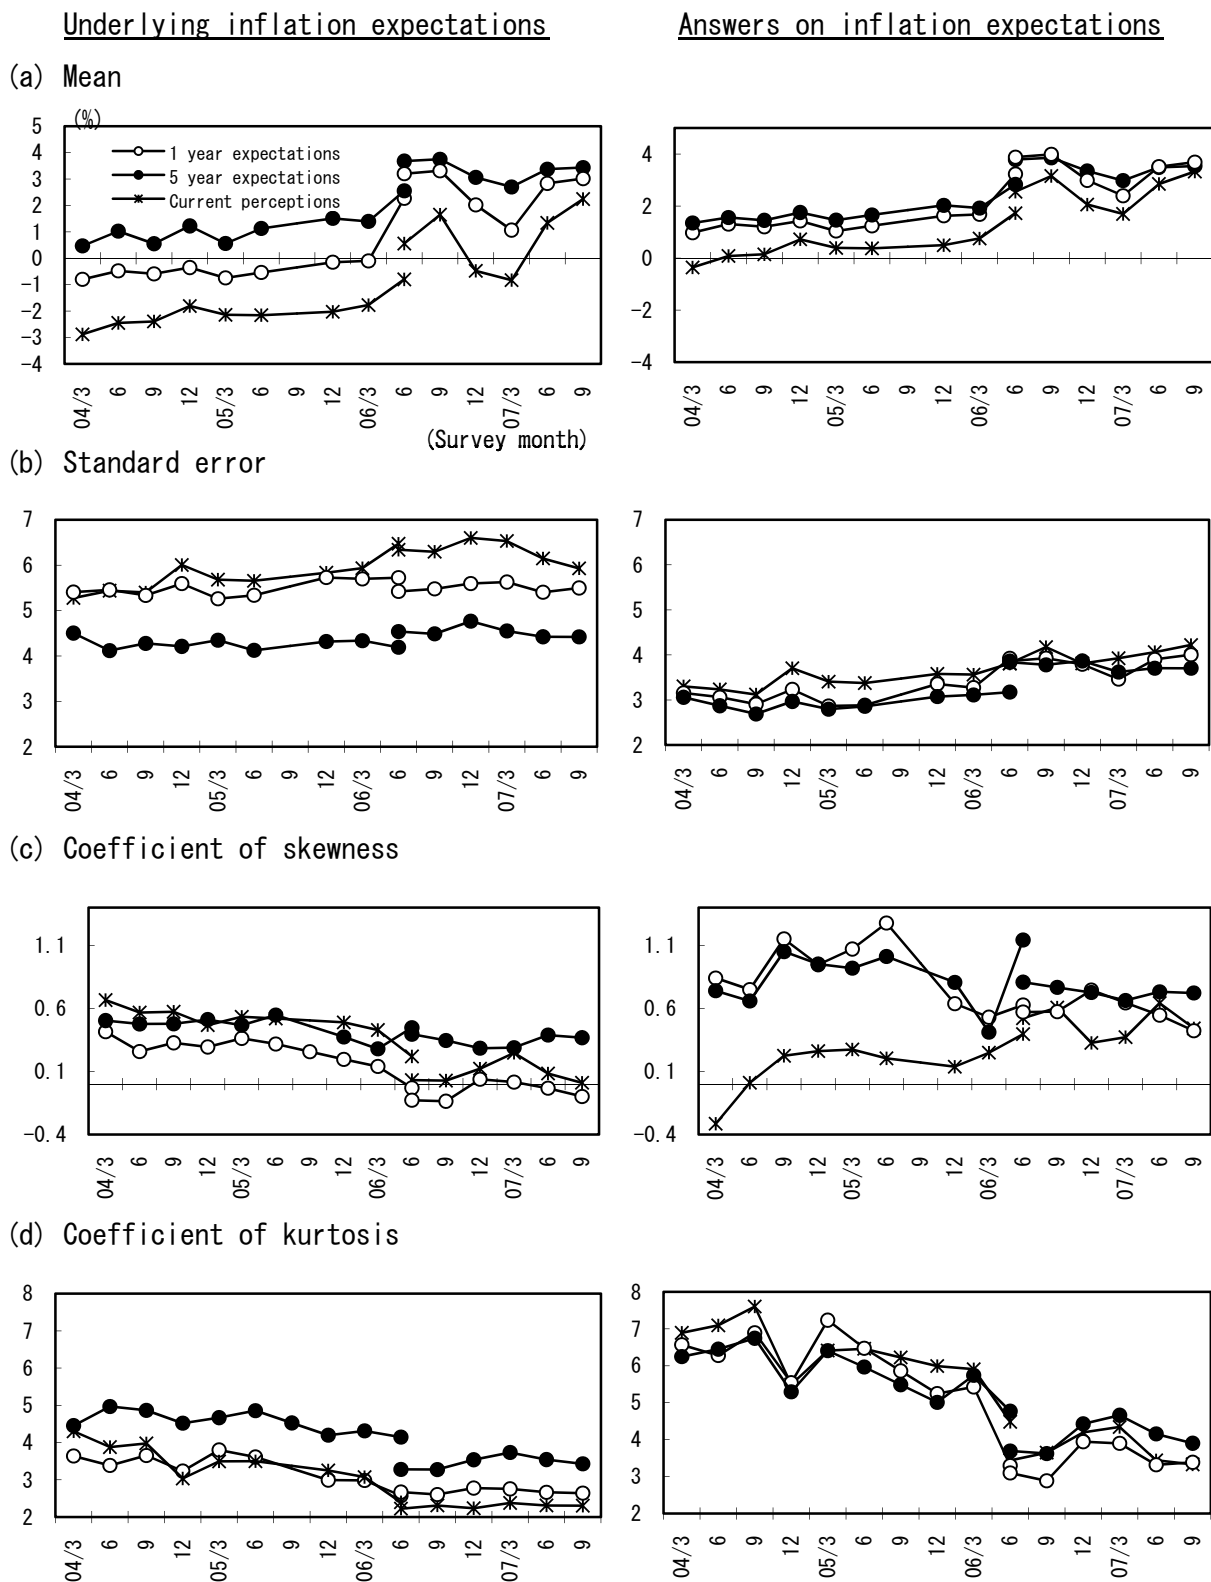 Underlying inflation expectations
Answers on inflation expectations
(a) Mean
(%)
5
4
3
2
1
0
-1
-2
-3
-4
1 year expectations
5 year expectations
Current perceptions
04/3 6 9 12 05/3 6 9 12 06/3 6 9 12 07/3 6 9
(Survey month)
4
2
0
-2
-4
04/3 6 9 12 05/3 6 9 12 06/3 6 9 12 07/3 6 9
(b) Standard error
7
6
5
4
3
2
04/3 6 9 12 05/3 6 9 12 06/3 6 9 12 07/3 6 9
7
6
5
4
3
2
04/3 6 9 12 05/3 6 9 12 06/3 6 9 12 07/3 6 9
(c) Coefficient of skewness
1.1
0.6
0.1
-0.4
04/3 6 9 12 05/3 6 9 12 06/3 6 9 12 07/3 6 9
1.1
0.6
0.1
-0.4
04/3 6 9 12 05/3 6 9 12 06/3 6 9 12 07/3 6 9
(d) Coefficient of kurtosis
8
7
6
5
4
3
2
04/3 6 9 12 05/3 6 9 12 06/3 6 9 12 07/3 6 9
8
7
6
5
4
3
2
04/3 6 9 12 05/3 6 9 12 06/3 6 9 12 07/3 6 9